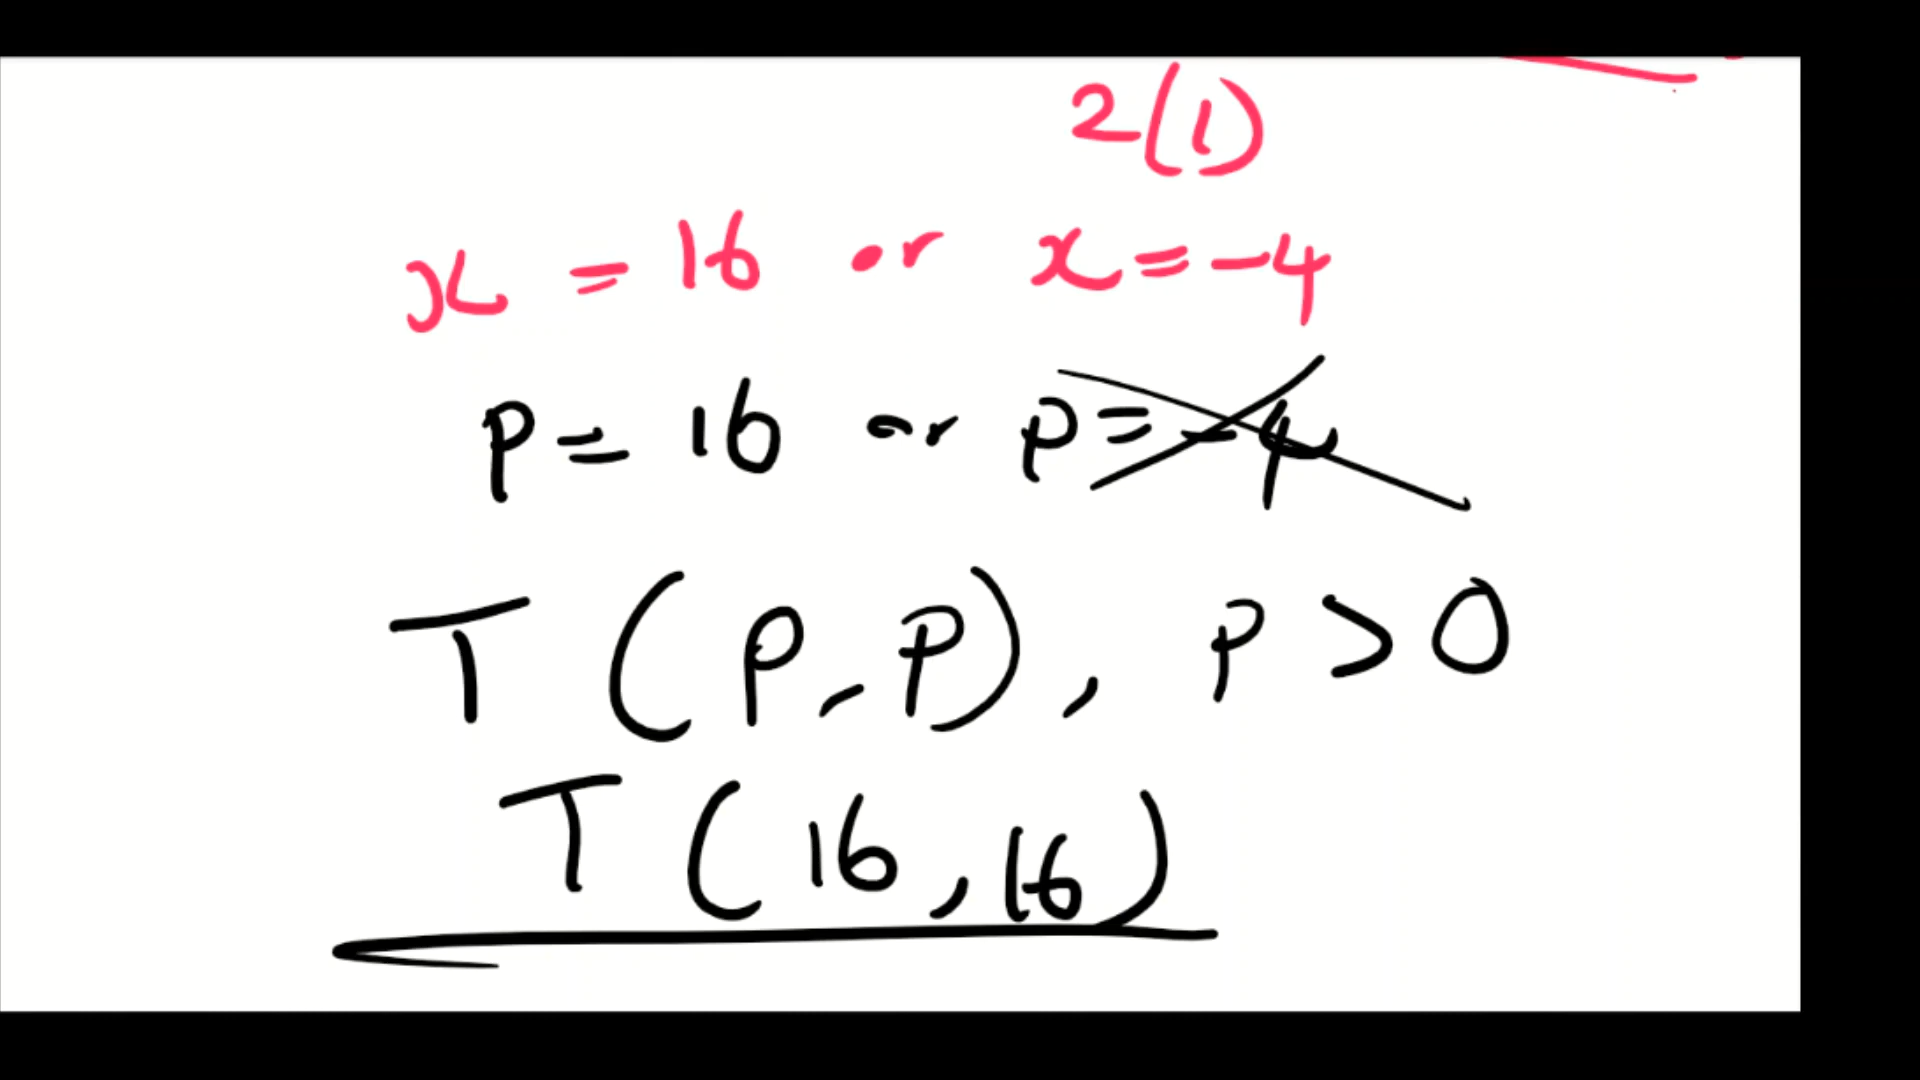 2(1)
x = 16 or x = -4
p = 16 or p = -4
T (p, p), p > 0
T (16, 16)